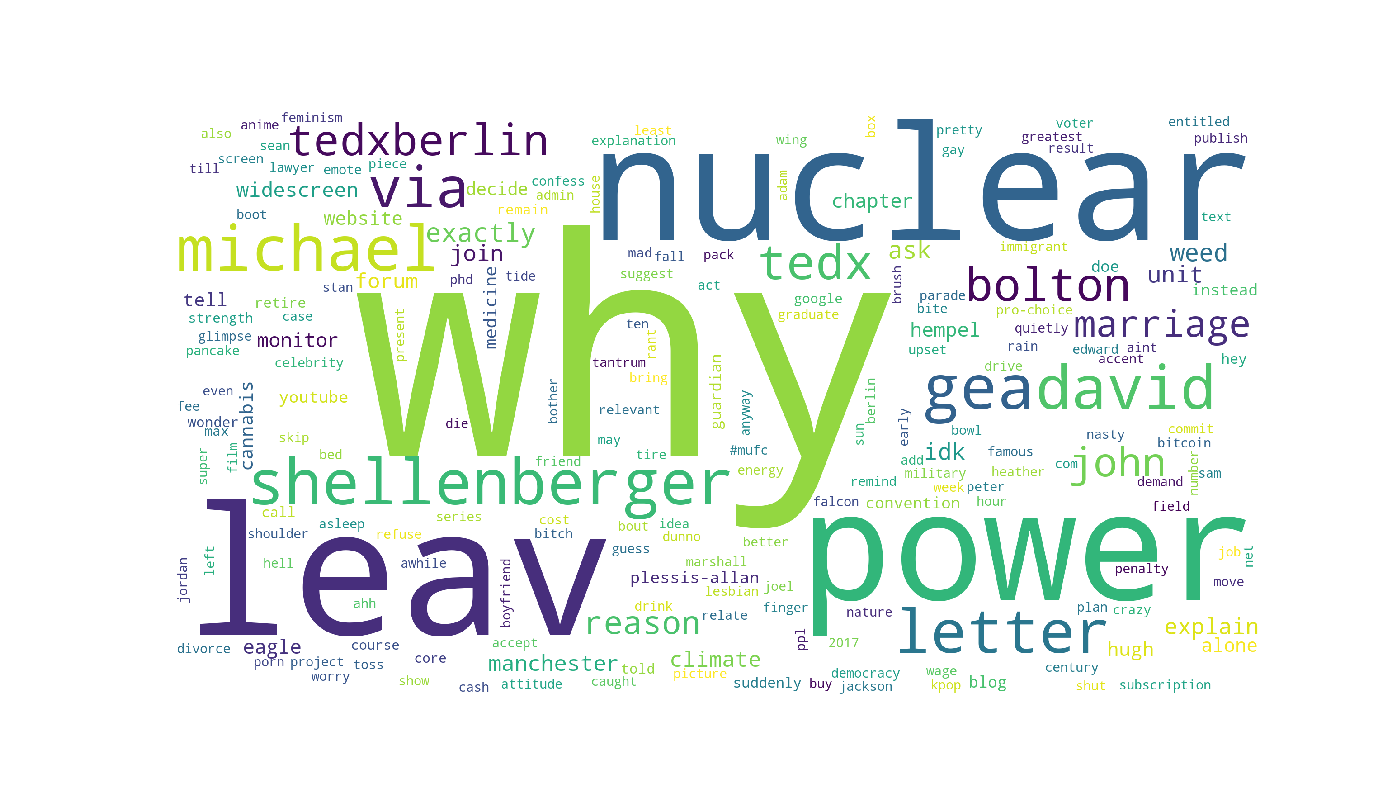 feminism
anime
also
tedxberlin
sean
screen
till
lawyer
emote
piece
widescreen
via
decide
confess
admin
boot
website
remain
house
explanation
least
wing
box
adam
nuclear
pretty
gay
voter
greatest
result
entitled
publish
chapter
text
michael
exactly
join
forum
phd
tide
stan
medicine
mad
fall
pack
suggest
act
tedx
ask
google
graduate
brush
immigrant
doe
weed
unit
instead
bolton
parade
bite
pro-choice
hempel
quietly
marriage
upset
rain
edward
aint
accent
hey
drive
tell
retire
strength
case
glimpse
monitor
pancake
celebrity
present
why
ten
rant
tantrum
bring
guardian
bother
relevant
anyway
die
may
tire
#mufc
energy
sun
berlin
early
gea
david
even
fee
wonder
max
cannabis
youtube
skip
film
super
bed
bowl
nasty
commit
bitcoin
idk
famous
add
military
heather
com
john
number
sam
demand
shellenberger
friend
remind
week
peter
falcon
convention
hour
field
call
series
cost
shoulder
asleep
refuse
bitch
bout
idea
dunno
guess
better
leav
left
jordan
hell
awhile
ahh
boyfriend
marshall
plessis-allan
joel
lesbian
power
penalty
job
net
move
drink
relate
finger
nature
plan
crazy
reason
accept
ppl
2017
letter
explain
hugh
alone
divorce
eagle
course
porn
project
toss
core
worry
manchester
told
climate
show
cash
attitude
caught
picture
suddenly
buy
democracy
jackson
wage
kpop
blog
century
shut
subscription